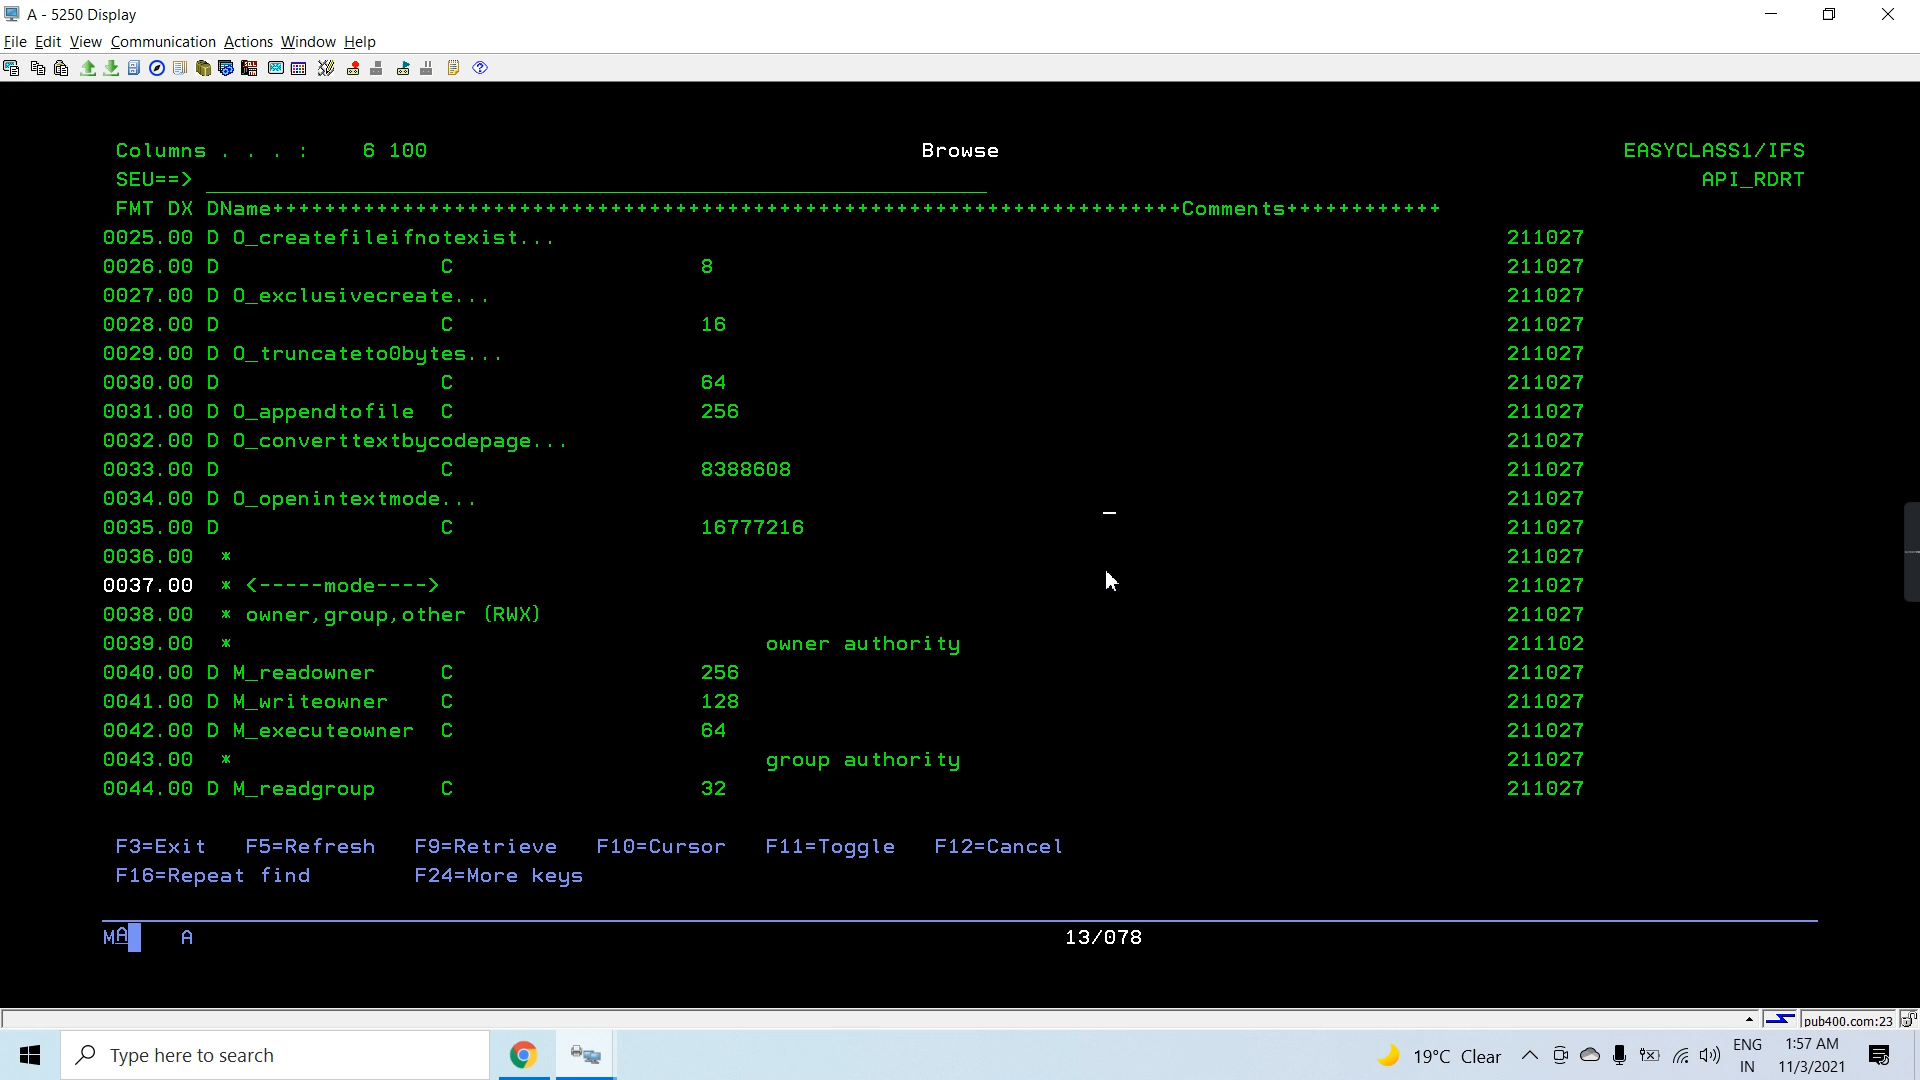 A - 5250 Display
File Edit View Communication Actions Window Help
Columns . . . :    6 100    Browse    EASYCLASS1/IFS
SEU==>    API_RDRT
FMT DX DName++++++++++++++++++++++++++++++++++++++++++++++++++++++++++++++++++++++Comments++++++++++++
0025.00 D O_createfileifnotexist...    211027
0026.00 D    C    8    211027
0027.00 D O_exclusivecreate...    211027
0028.00 D    C    16    211027
0029.00 D O_truncateto0bytes...    211027
0030.00 D    C    64    211027
0031.00 D O_appendtofile  C    256    211027
0032.00 D O_converttextbycodepage...    211027
0033.00 D    C    8388608    211027
0034.00 D O_openintextmode...    211027
0035.00 D    C    16777216    211027
0036.00  *    211027
0037.00  * <-----mode---->    211027
0038.00  * owner,group,other (RWX)    211027
0039.00  *    owner authority    211102
0040.00 D M_readowner    C    256    211027
0041.00 D M_writeowner    C    128    211027
0042.00 D M_executeowner  C    64    211027
0043.00  *    group authority    211027
0044.00 D M_readgroup    C    32    211027
F3=Exit   F5=Refresh   F9=Retrieve   F10=Cursor   F11=Toggle   F12=Cancel
F16=Repeat find        F24=More keys
MA    A    13/078
pub400.com:23
Type here to search    19°C Clear    ENG IN    1:57 AM 11/3/2021